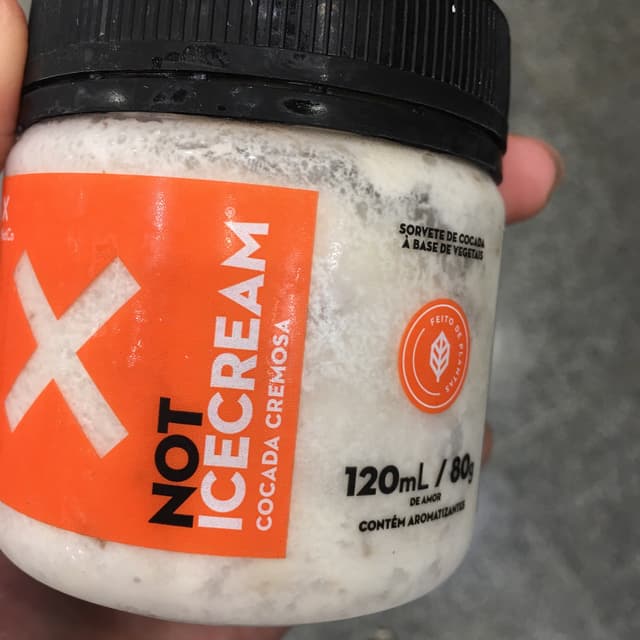 NOT
ICECREAM
COCADA CREMOSA
SORVETE DE COCADA
À BASE DE VEGETAIS
FEITO DE PLANTAS
120mL / 80g
DE AMOR
CONTÉM AROMATIZANTES